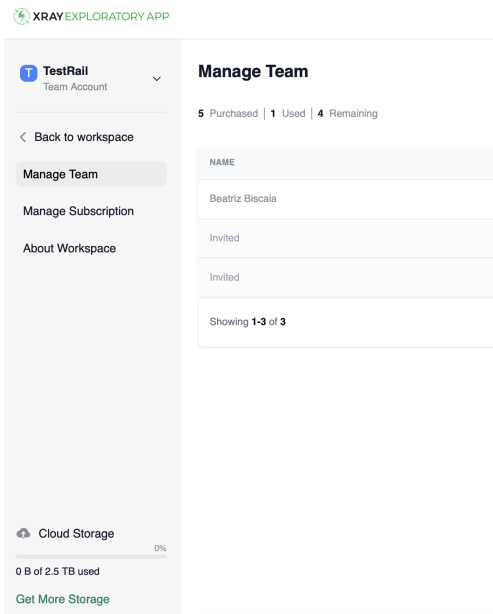 XRAY EXPLORATORY APP
T TestRail
Team Account
Back to workspace
Manage Team
Manage Subscription
About Workspace
Cloud Storage
0%
0 B of 2.5 TB used
Get More Storage
Manage Team
5 Purchased | 1 Used | 4 Remaining
NAME
Beatriz Biscaia
Invited
Invited
Showing 1-3 of 3